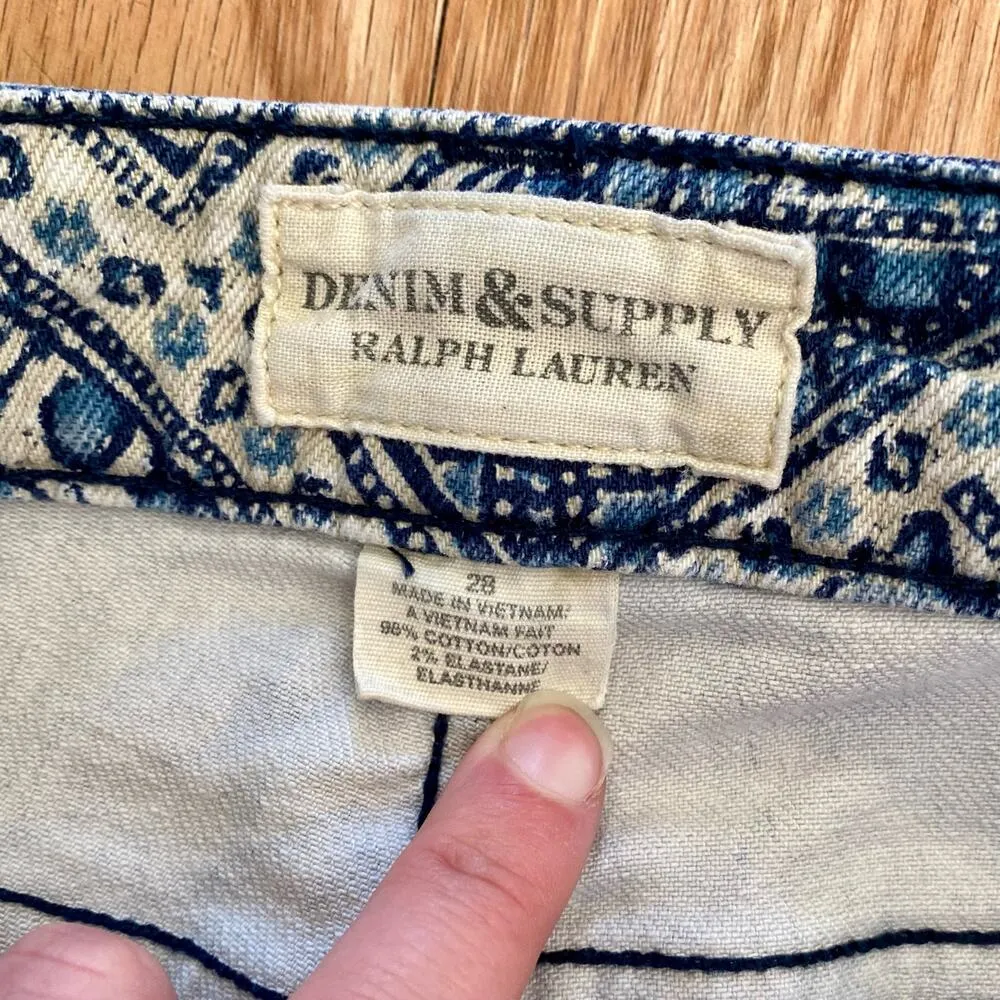 DENIM & SUPPLY
RALPH LAUREN
28
MADE IN VIETNAM/
A VIETNAM FAIT
98% COTTON/COTON
2% ELASTANE/
ELASTHANNE